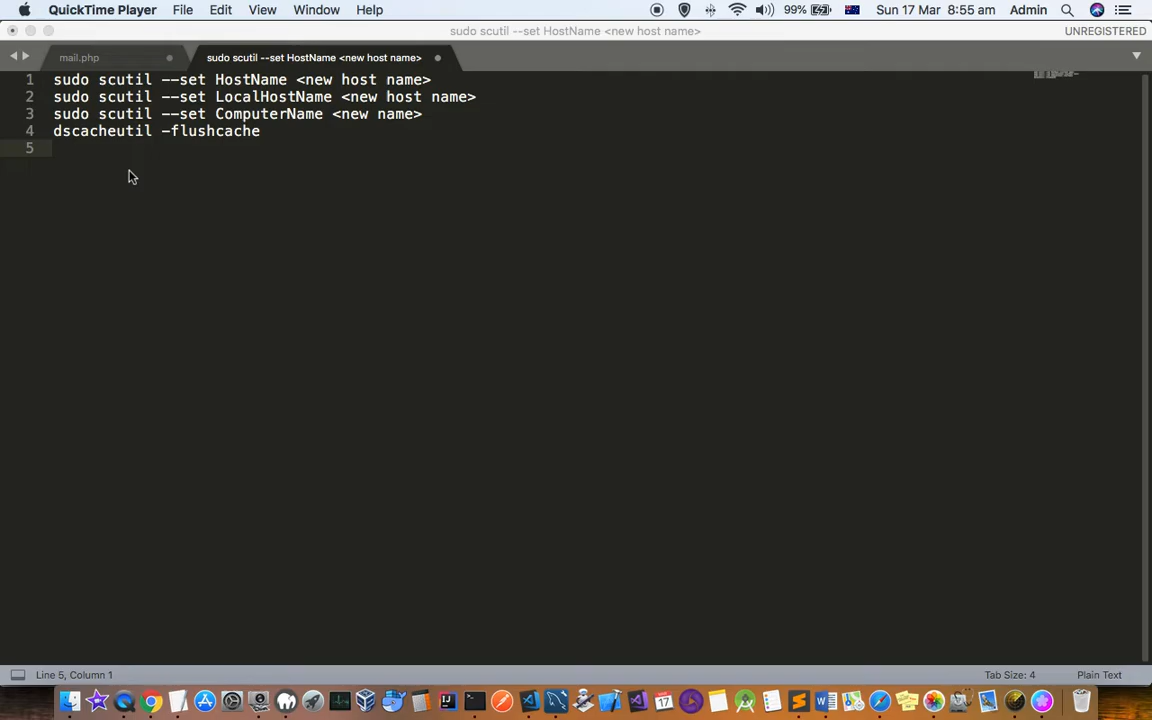 QuickTime Player File Edit View Window Help 99% Sun 17 Mar 8:55 am Admin
sudo scutil --set HostName <new host name> UNREGISTERED
mail.php sudo scutil --set HostName <new host name>
1 sudo scutil --set HostName <new host name>
2 sudo scutil --set LocalHostName <new host name>
3 sudo scutil --set ComputerName <new name>
4 dscacheutil -flushcache
5
Line 5, Column 1 Tab Size: 4 Plain Text
17